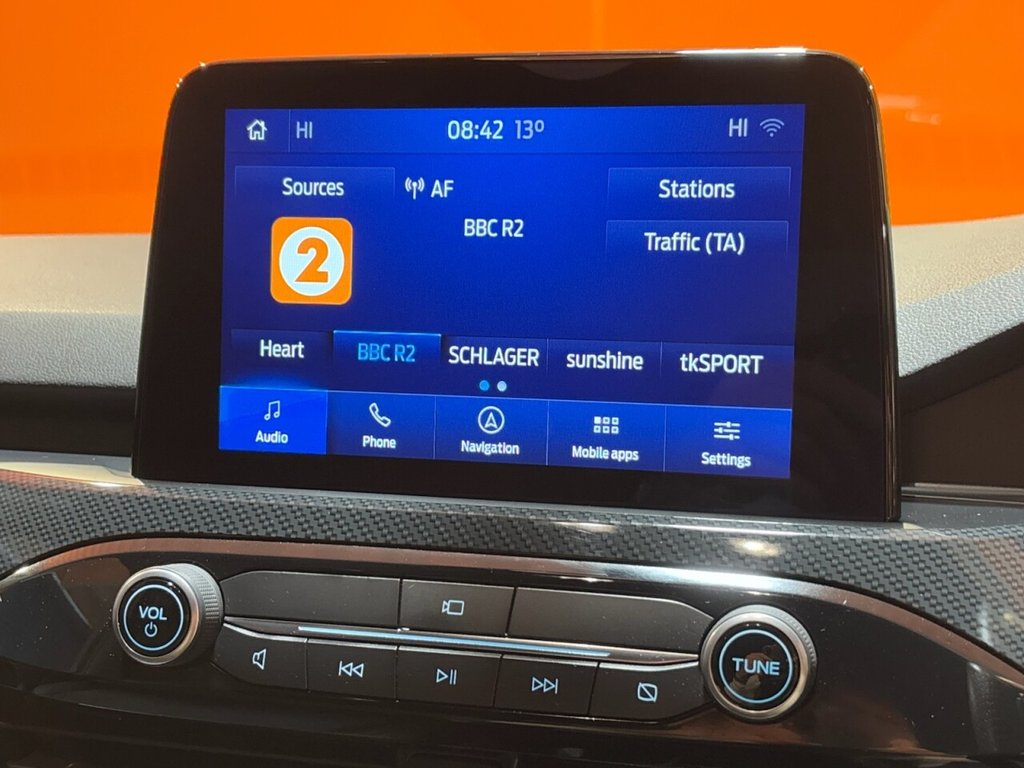 HI 08:42 13° HI
Sources AF Stations
BBC R2
Traffic (TA)
2
Heart BBC R2 SCHLAGER sunshine tkSPORT
Audio Phone Navigation Mobile apps Settings
VOL
TUNE